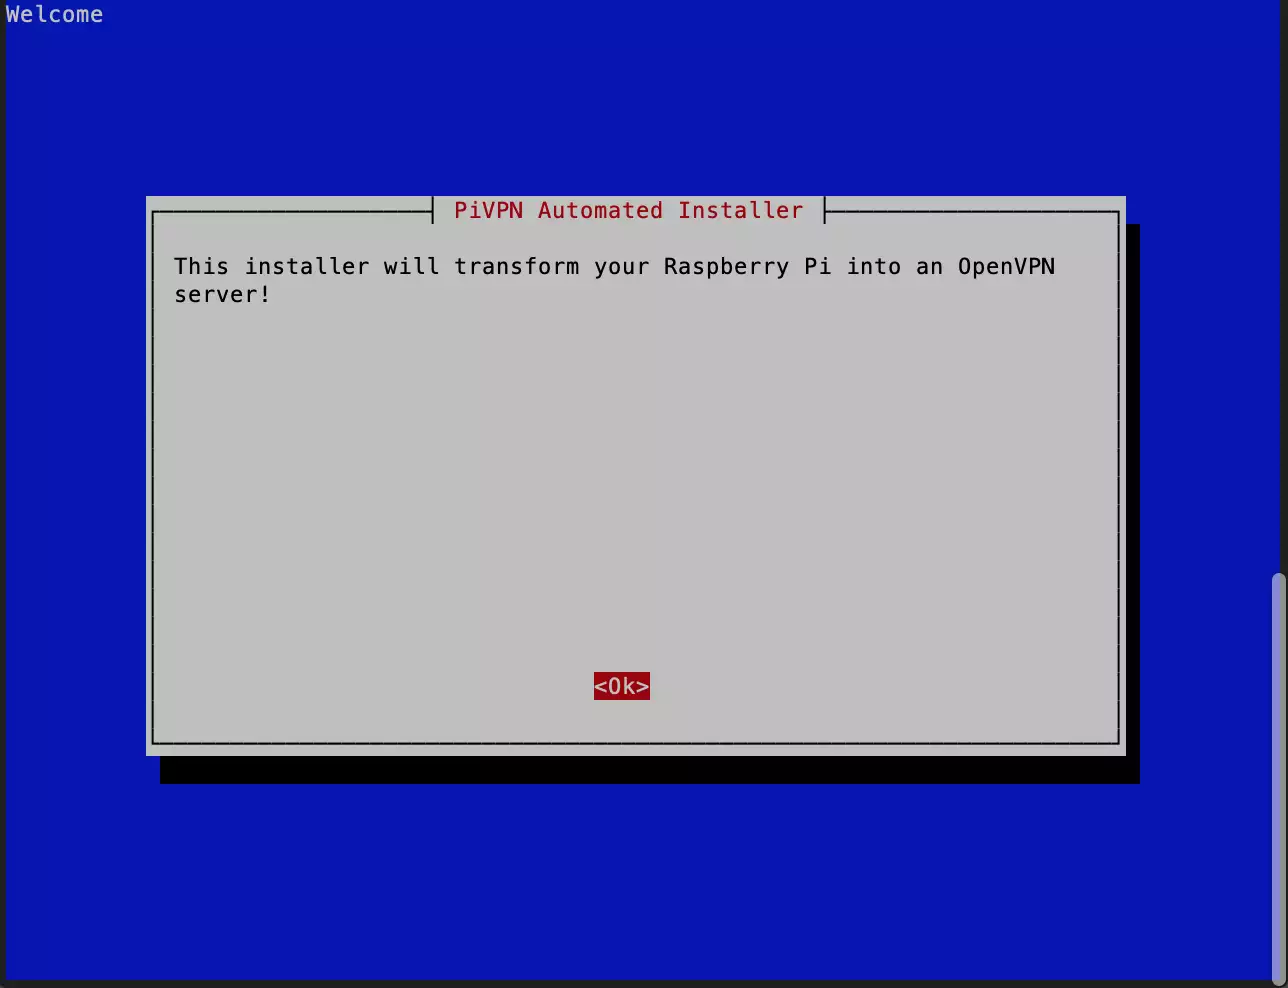 Welcome
PiVPN Automated Installer
This installer will transform your Raspberry Pi into an OpenVPN
server!
<Ok>